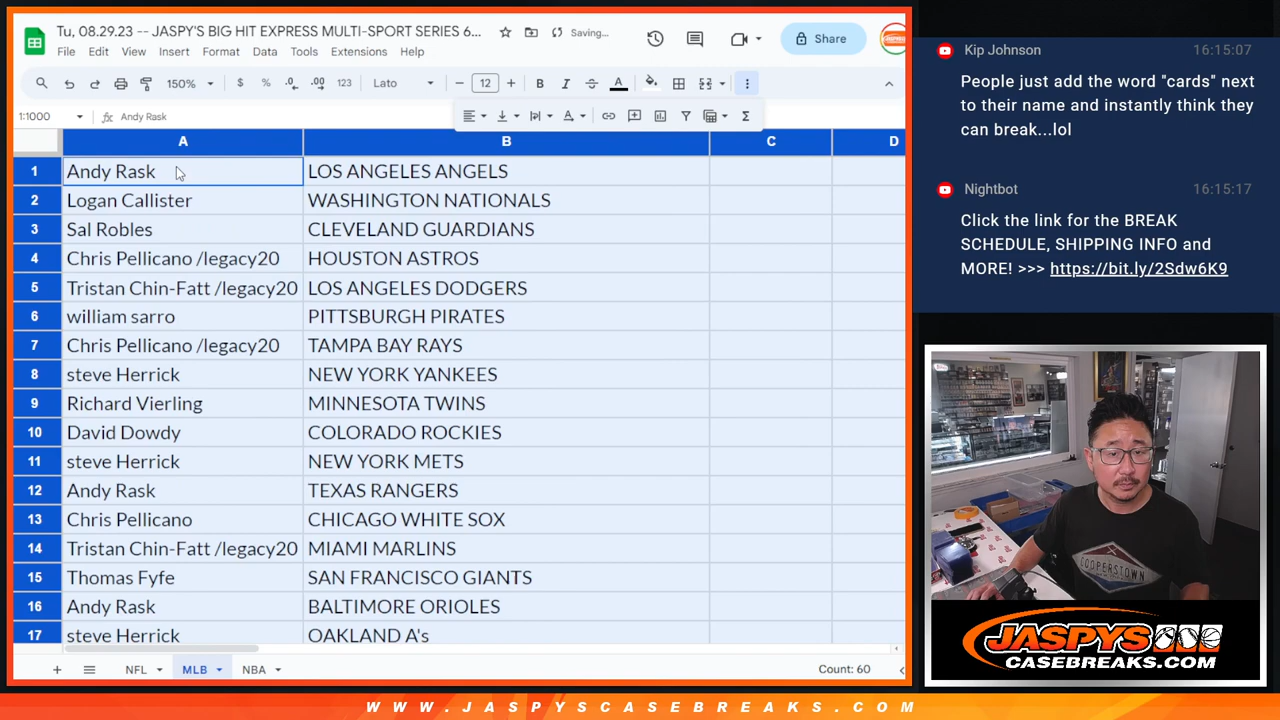 Tu, 08.29.23 -- JASPY'S BIG HIT EXPRESS MULTI-SPORT SERIES 6...
Saving...
Share
File Edit View Insert Format Data Tools Extensions Help
150% $ % .0 .00 123 Lato − 12 + B I S A
1:1000 fx Andy Rask
A B C D
1 Andy Rask LOS ANGELES ANGELS
2 Logan Callister WASHINGTON NATIONALS
3 Sal Robles CLEVELAND GUARDIANS
4 Chris Pellicano /legacy20 HOUSTON ASTROS
5 Tristan Chin-Fatt /legacy20 LOS ANGELES DODGERS
6 william sarro PITTSBURGH PIRATES
7 Chris Pellicano /legacy20 TAMPA BAY RAYS
8 steve Herrick NEW YORK YANKEES
9 Richard Vierling MINNESOTA TWINS
10 David Dowdy COLORADO ROCKIES
11 steve Herrick NEW YORK METS
12 Andy Rask TEXAS RANGERS
13 Chris Pellicano CHICAGO WHITE SOX
14 Tristan Chin-Fatt /legacy20 MIAMI MARLINS
15 Thomas Fyfe SAN FRANCISCO GIANTS
16 Andy Rask BALTIMORE ORIOLES
17 steve Herrick OAKLAND A's
+ NFL MLB NBA Count: 60
Kip Johnson 16:15:07
People just add the word "cards" next
to their name and instantly think they
can break...lol
Nightbot 16:15:17
Click the link for the BREAK
SCHEDULE, SHIPPING INFO and
MORE! >>> https://bit.ly/2Sdw6K9
COOPERSTOWN
JASPYS
CASEBREAKS.COM
WWW.JASPYSCASEBREAKS.COM